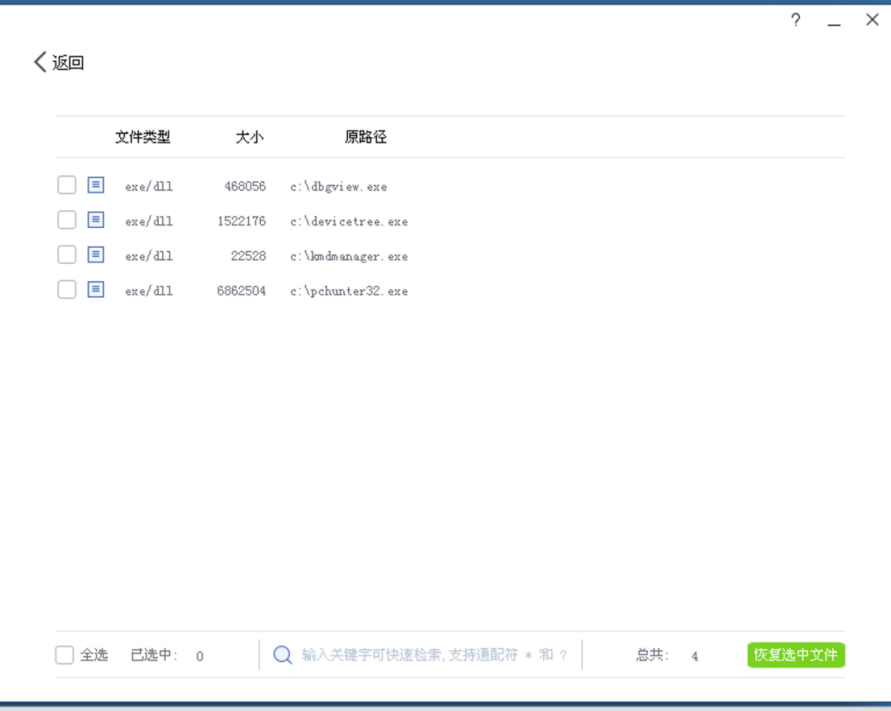 ?
返回
文件类型 大小 原路径
exe/dll 468056 c:\dbgview.exe
exe/dll 1522176 c:\devicetree.exe
exe/dll 22528 c:\kmdmanager.exe
exe/dll 6862504 c:\pchunter32.exe
全选 已选中: 0 输入关键字可快速检索,支持通配符 * 和 ? 总共: 4 恢复选中文件